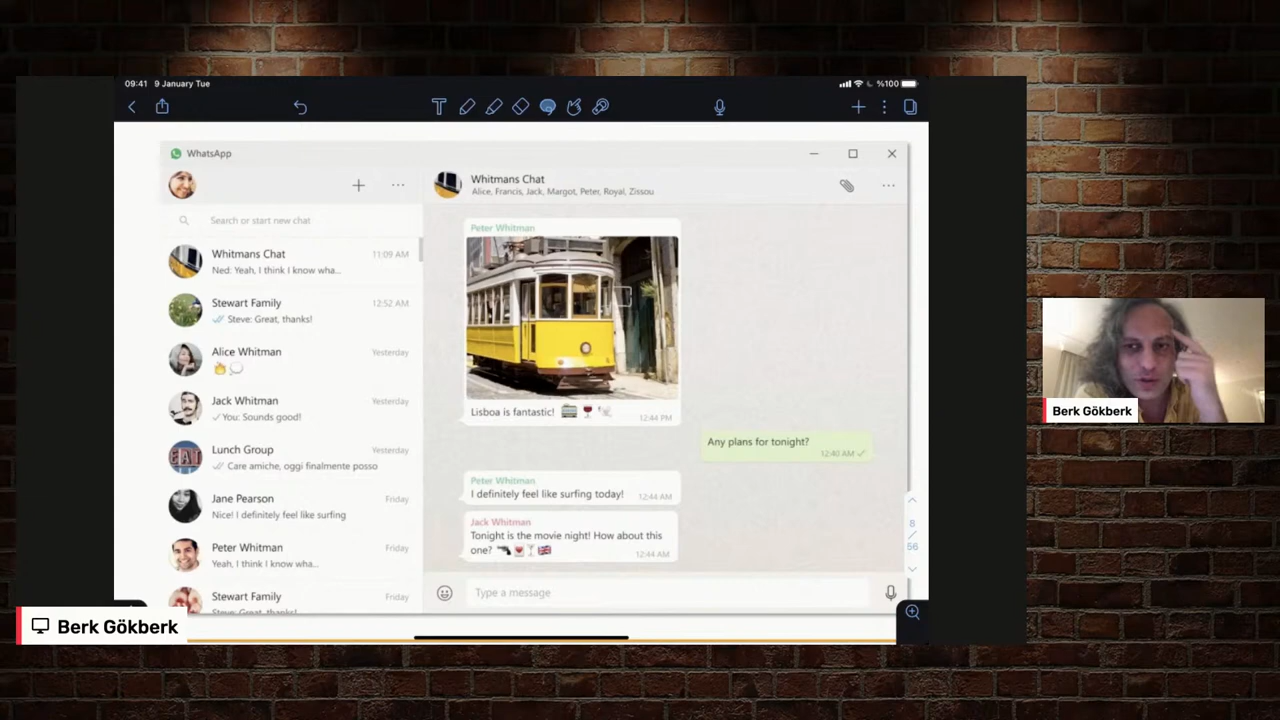 09:41 9 January Tue
%100
WhatsApp
Whitmans Chat
Alice, Francis, Jack, Margot, Peter, Royal, Zissou
Search or start new chat
Whitmans Chat 11:09 AM
Ned: Yeah, I think I know wha...
Stewart Family 12:52 AM
Steve: Great, thanks!
Alice Whitman Yesterday
Jack Whitman Yesterday
You: Sounds good!
Lunch Group Yesterday
Care amiche, oggi finalmente posso
Jane Pearson Friday
Nice! I definitely feel like surfing
Peter Whitman Friday
Yeah, I think I know wha...
Stewart Family Friday
Steve: Great, thanks!
EAT
Peter Whitman
Lisboa is fantastic!
12:44 PM
Any plans for tonight?
12:40 AM
Peter Whitman
I definitely feel like surfing today! 12:44 AM
Jack Whitman
Tonight is the movie night! How about this
one?
12:44 AM
Type a message
8
/
56
Berk Gökberk
Berk Gökberk